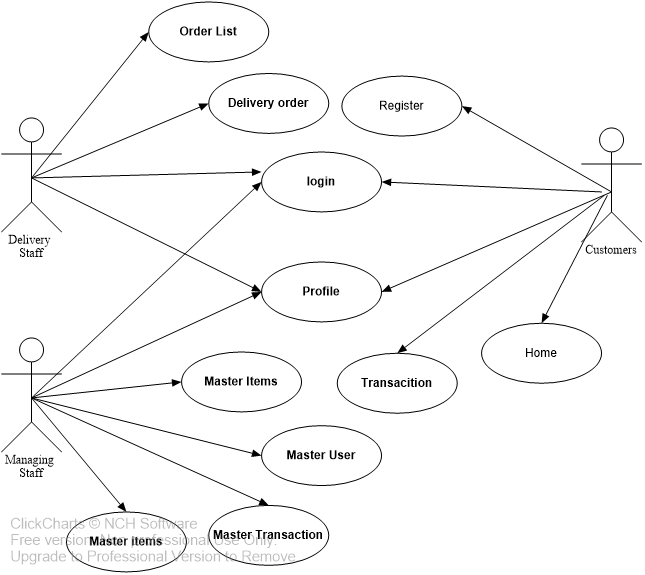 Order List
Delivery order
Register
login
Delivery
Staff
Customers
Profile
Home
Master Items
Transacition
Managing
Staff
Master User
ClickCharts © NCH Software
Free version. Non-professional Use Only.
Master items
Master Transaction
Upgrade to Professional Version to Remove